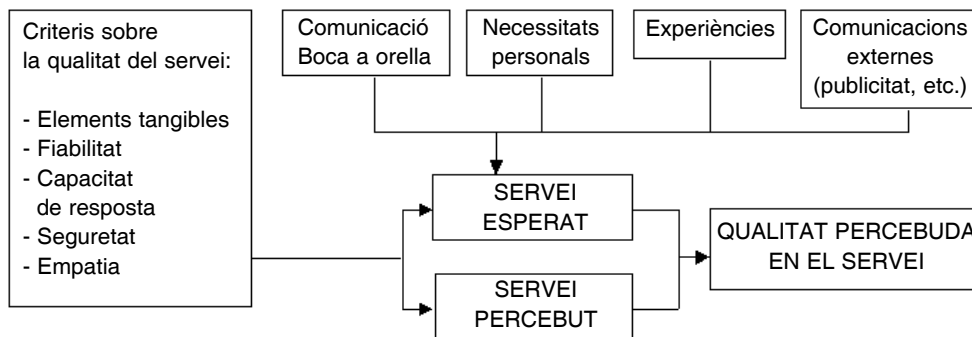 Criteris sobre
la qualitat del servei:
- Elements tangibles
- Fiabilitat
- Capacitat
de resposta
- Seguretat
- Empatia
Comunicació
Boca a orella
Necessitats
personals
Experiències
Comunicacions
externes
(publicitat, etc.)
SERVEI
ESPERAT
SERVEI
PERCEBUT
QUALITAT PERCEBUDA
EN EL SERVEI